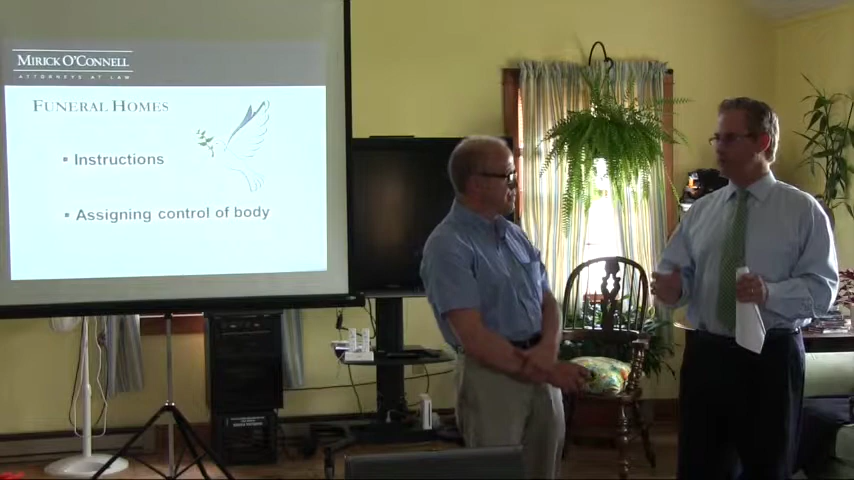 MIRICK O'CONNELL
ATTORNEYS AT LAW
FUNERAL HOMES
▪ Instructions
▪ Assigning control of body